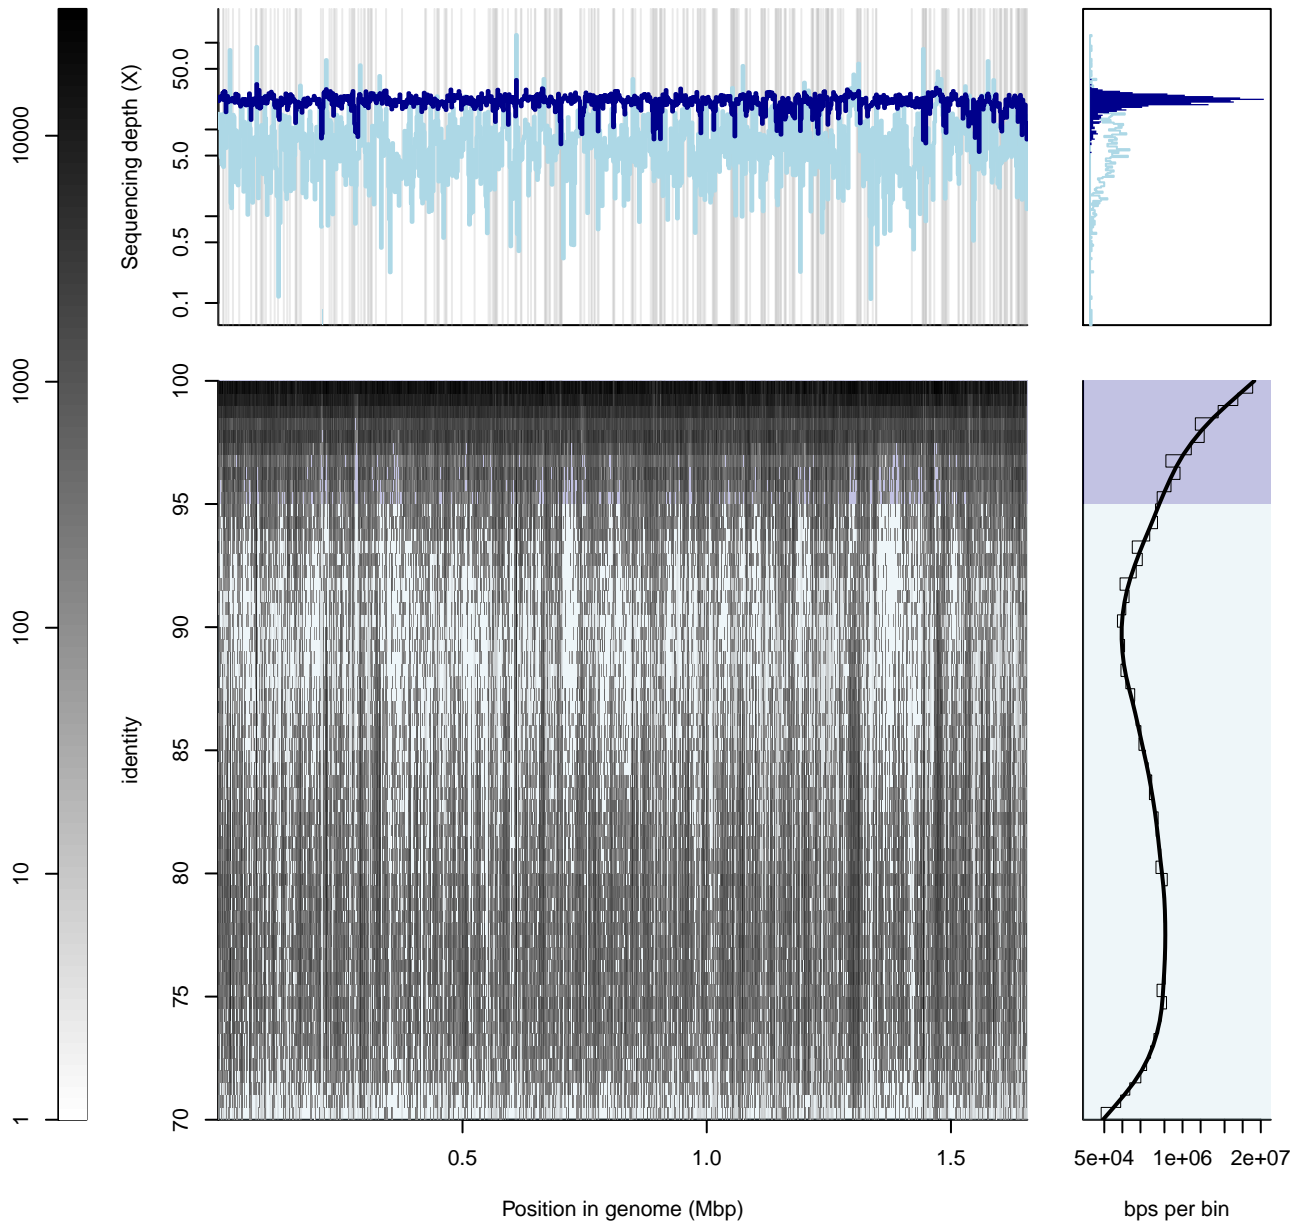 10000
1000
100
10
1
Sequencing depth (X)
50.0
5.0
0.5
0.1
identity
100
95
90
85
80
75
70
0.5 1.0 1.5
Position in genome (Mbp)
5e+04 1e+06 2e+07
bps per bin